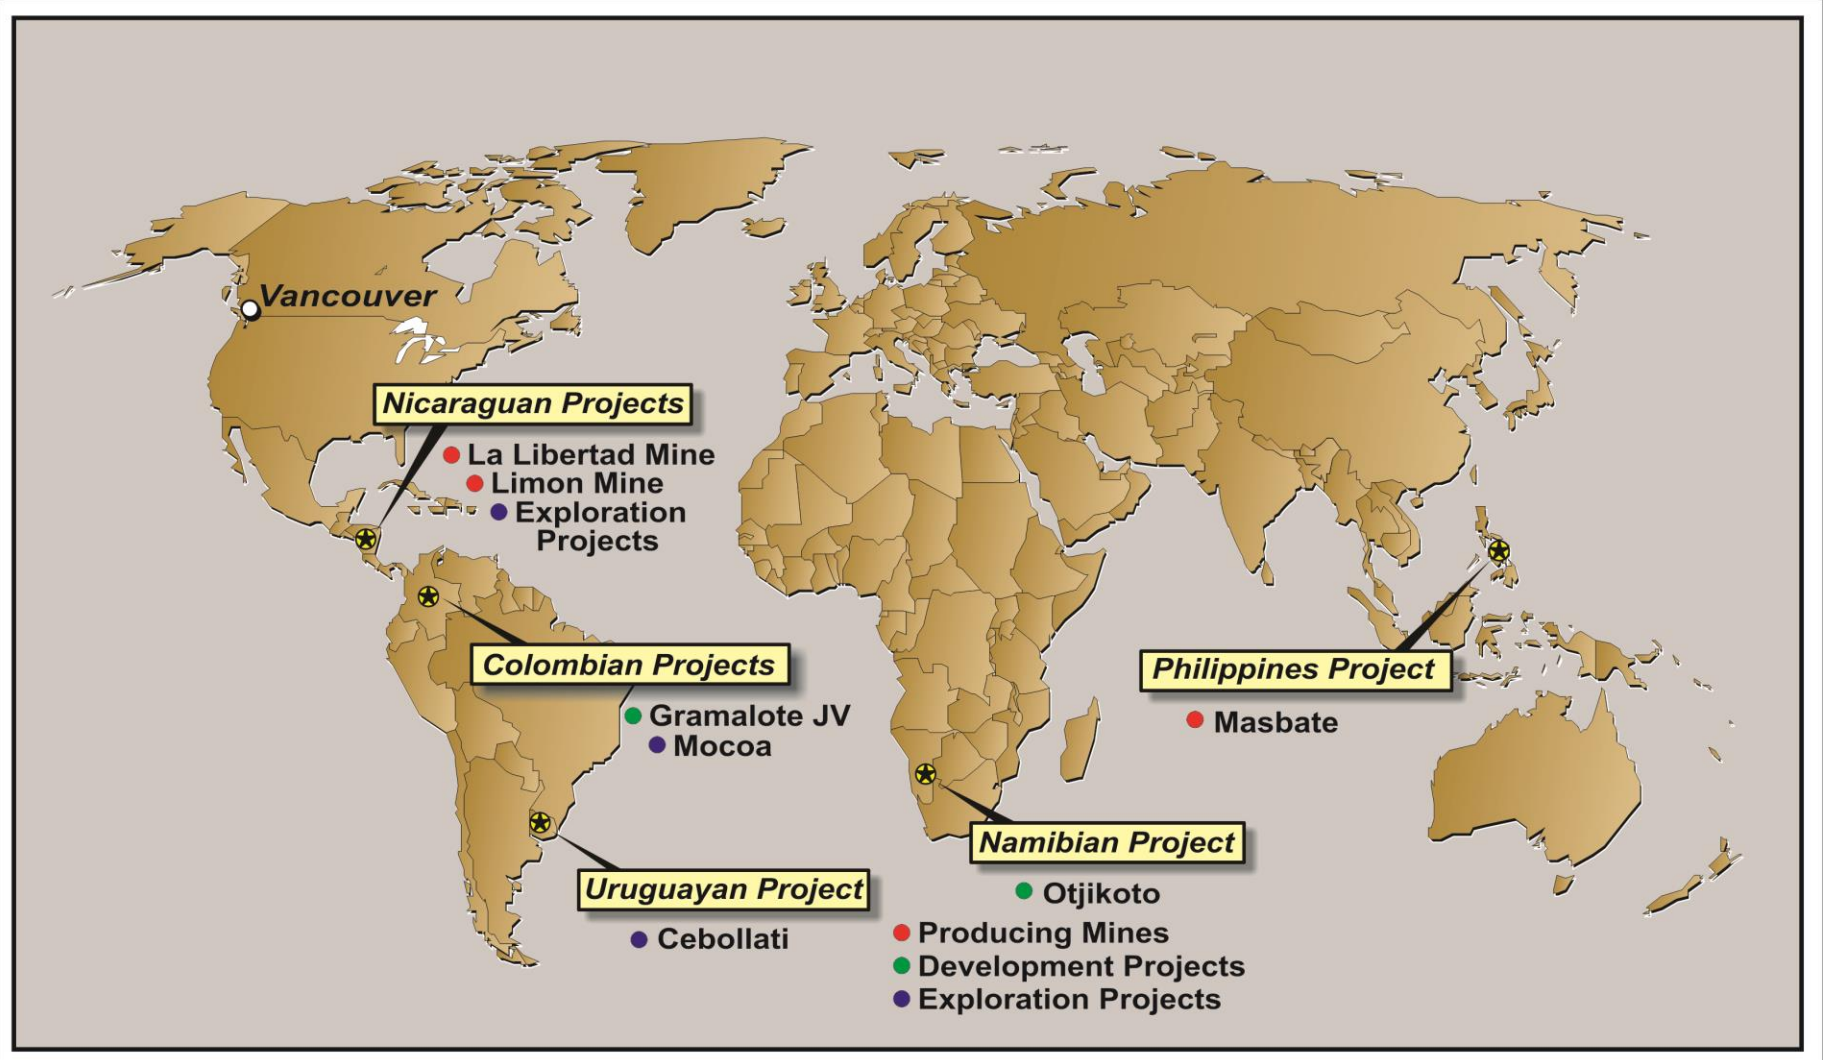 Vancouver
Nicaraguan Projects
La Libertad Mine
Limon Mine
Exploration
Projects
Colombian Projects
Gramalote JV
Mocoa
Philippines Project
Masbate
Namibian Project
Otjikoto
Uruguayan Project
Cebollati
Producing Mines
Development Projects
Exploration Projects